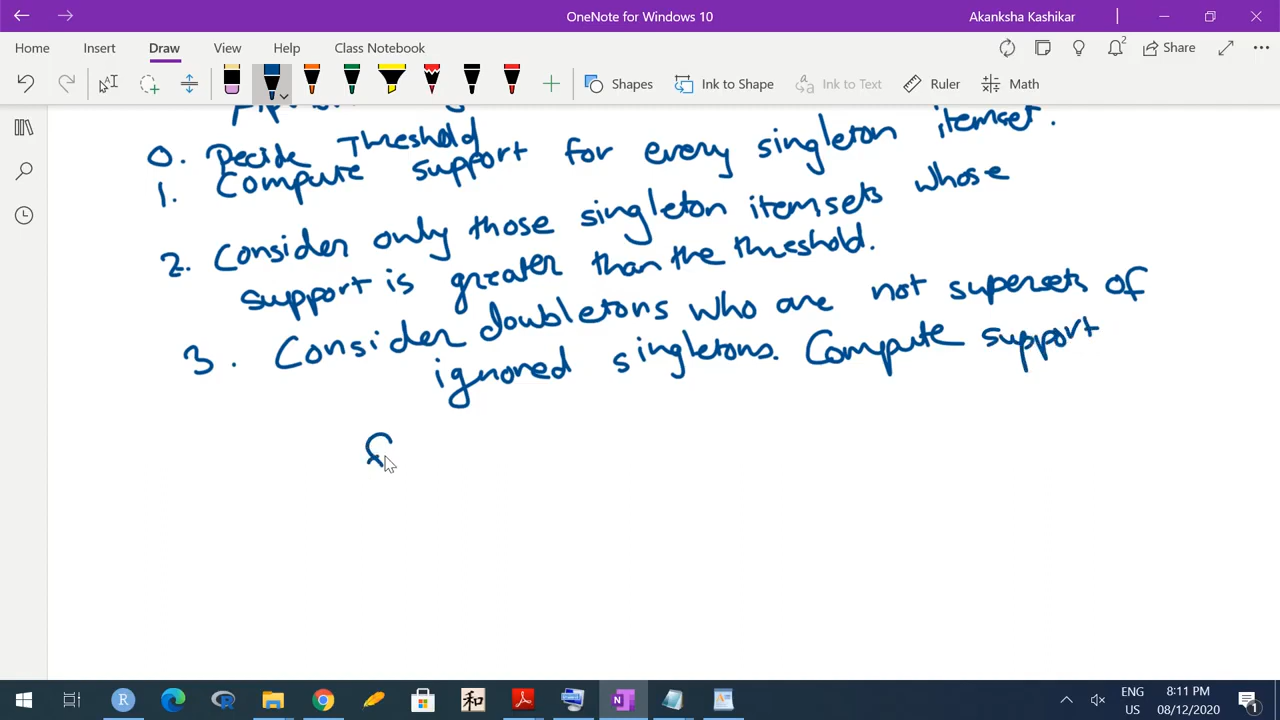 OneNote for Windows 10
Akanksha Kashikar
Home Insert Draw View Help Class Notebook
Share
Shapes Ink to Shape Ink to Text Ruler Math
0. Decide Threshold
1. Compute support for every singleton itemset.
2. Consider only those singleton itemsets whose
support is greater than the threshold.
3. Consider doubletons who are not supersets of
ignored singletons. Compute support
ENG
US
8:11 PM
08/12/2020